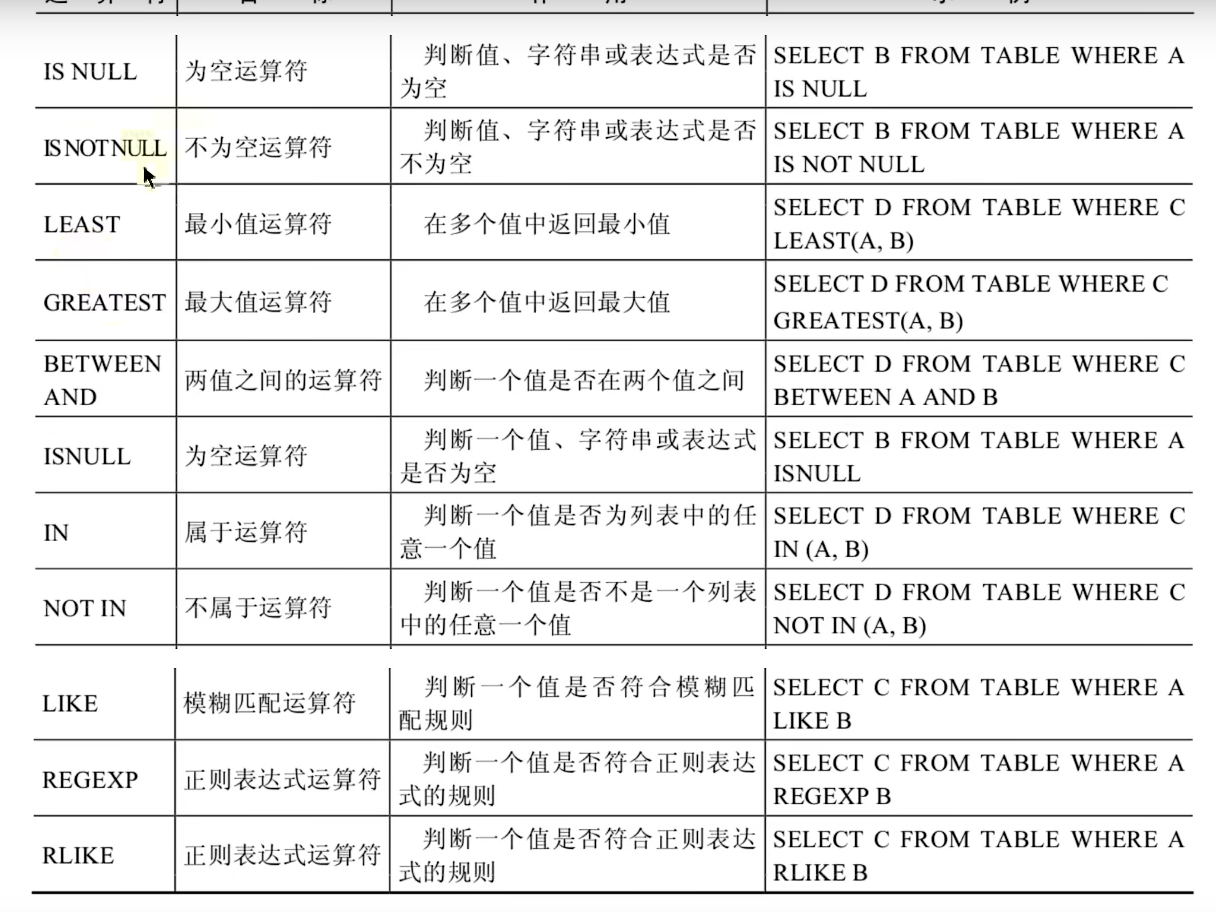 IS NULL
为空运算符
判断值、字符串或表达式是否
为空
SELECT B FROM TABLE WHERE A
IS NULL
IS NOT NULL
不为空运算符
判断值、字符串或表达式是否
不为空
SELECT B FROM TABLE WHERE A
IS NOT NULL
LEAST
最小值运算符
在多个值中返回最小值
SELECT D FROM TABLE WHERE C
LEAST(A, B)
GREATEST
最大值运算符
在多个值中返回最大值
SELECT D FROM TABLE WHERE C
GREATEST(A, B)
BETWEEN
AND
两值之间的运算符
判断一个值是否在两个值之间
SELECT D FROM TABLE WHERE C
BETWEEN A AND B
ISNULL
为空运算符
判断一个值、字符串或表达式
是否为空
SELECT B FROM TABLE WHERE A
ISNULL
IN
属于运算符
判断一个值是否为列表中的任
意一个值
SELECT D FROM TABLE WHERE C
IN (A, B)
NOT IN
不属于运算符
判断一个值是否不是一个列表
中的任意一个值
SELECT D FROM TABLE WHERE C
NOT IN (A, B)
LIKE
模糊匹配运算符
判断一个值是否符合模糊匹
配规则
SELECT C FROM TABLE WHERE A
LIKE B
REGEXP
正则表达式运算符
判断一个值是否符合正则表达
式的规则
SELECT C FROM TABLE WHERE A
REGEXP B
RLIKE
正则表达式运算符
判断一个值是否符合正则表达
式的规则
SELECT C FROM TABLE WHERE A
RLIKE B